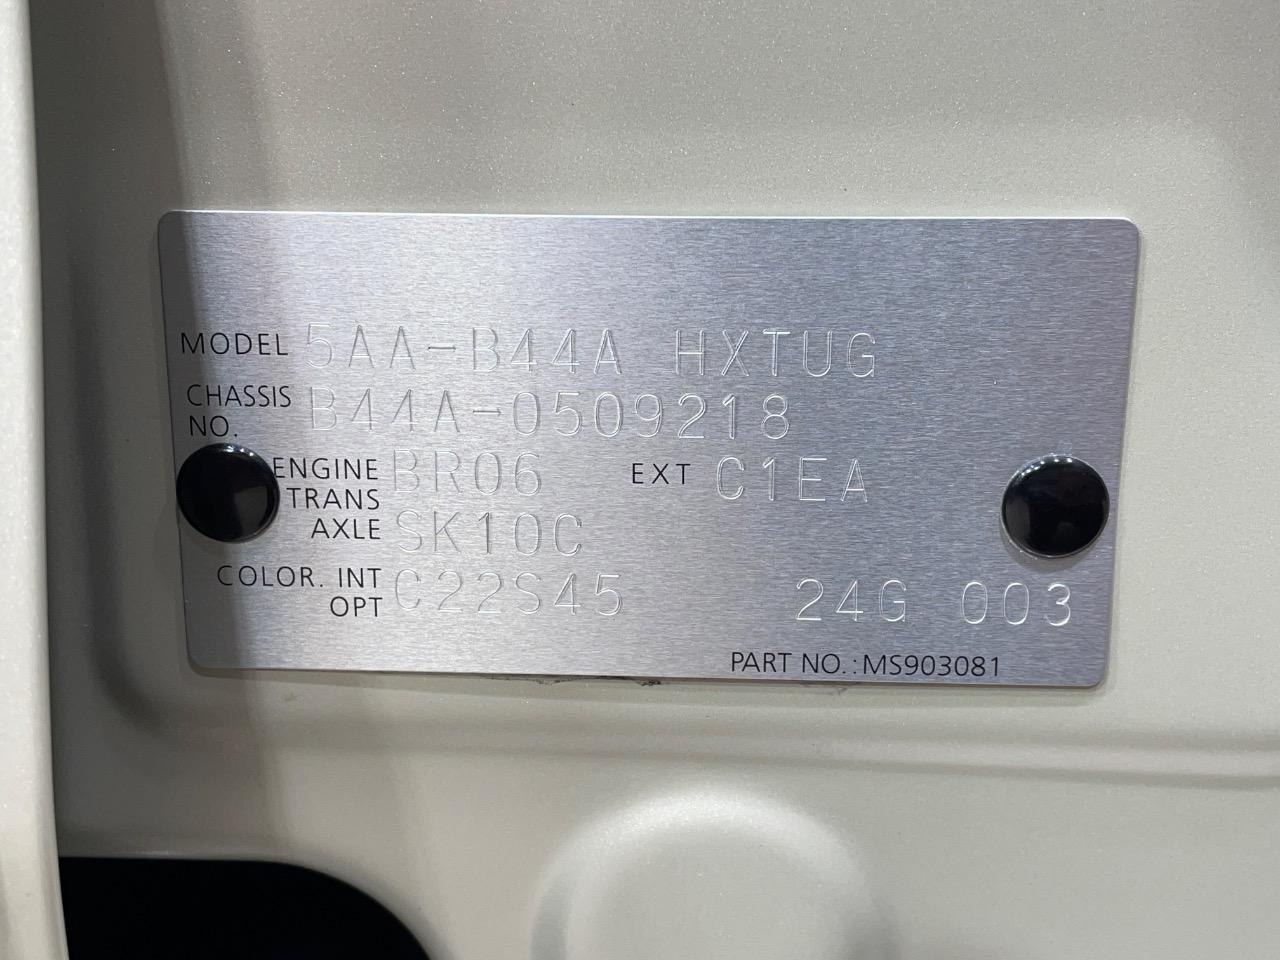 MODEL 5AA-B44A HXTUG
CHASSIS NO. B44A-0509218
ENGINE BR06 EXT C1EA
TRANS AXLE SK10C
COLOR. INT OPT C22S45 24G 003
PART NO.:MS903081